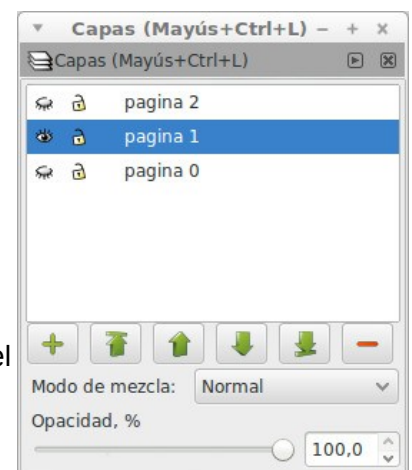 Capas (Mayús+Ctrl+L)
Capas (Mayús+Ctrl+L)
pagina 2
pagina 1
pagina 0
el
Modo de mezcla: Normal
Opacidad, %
100,0